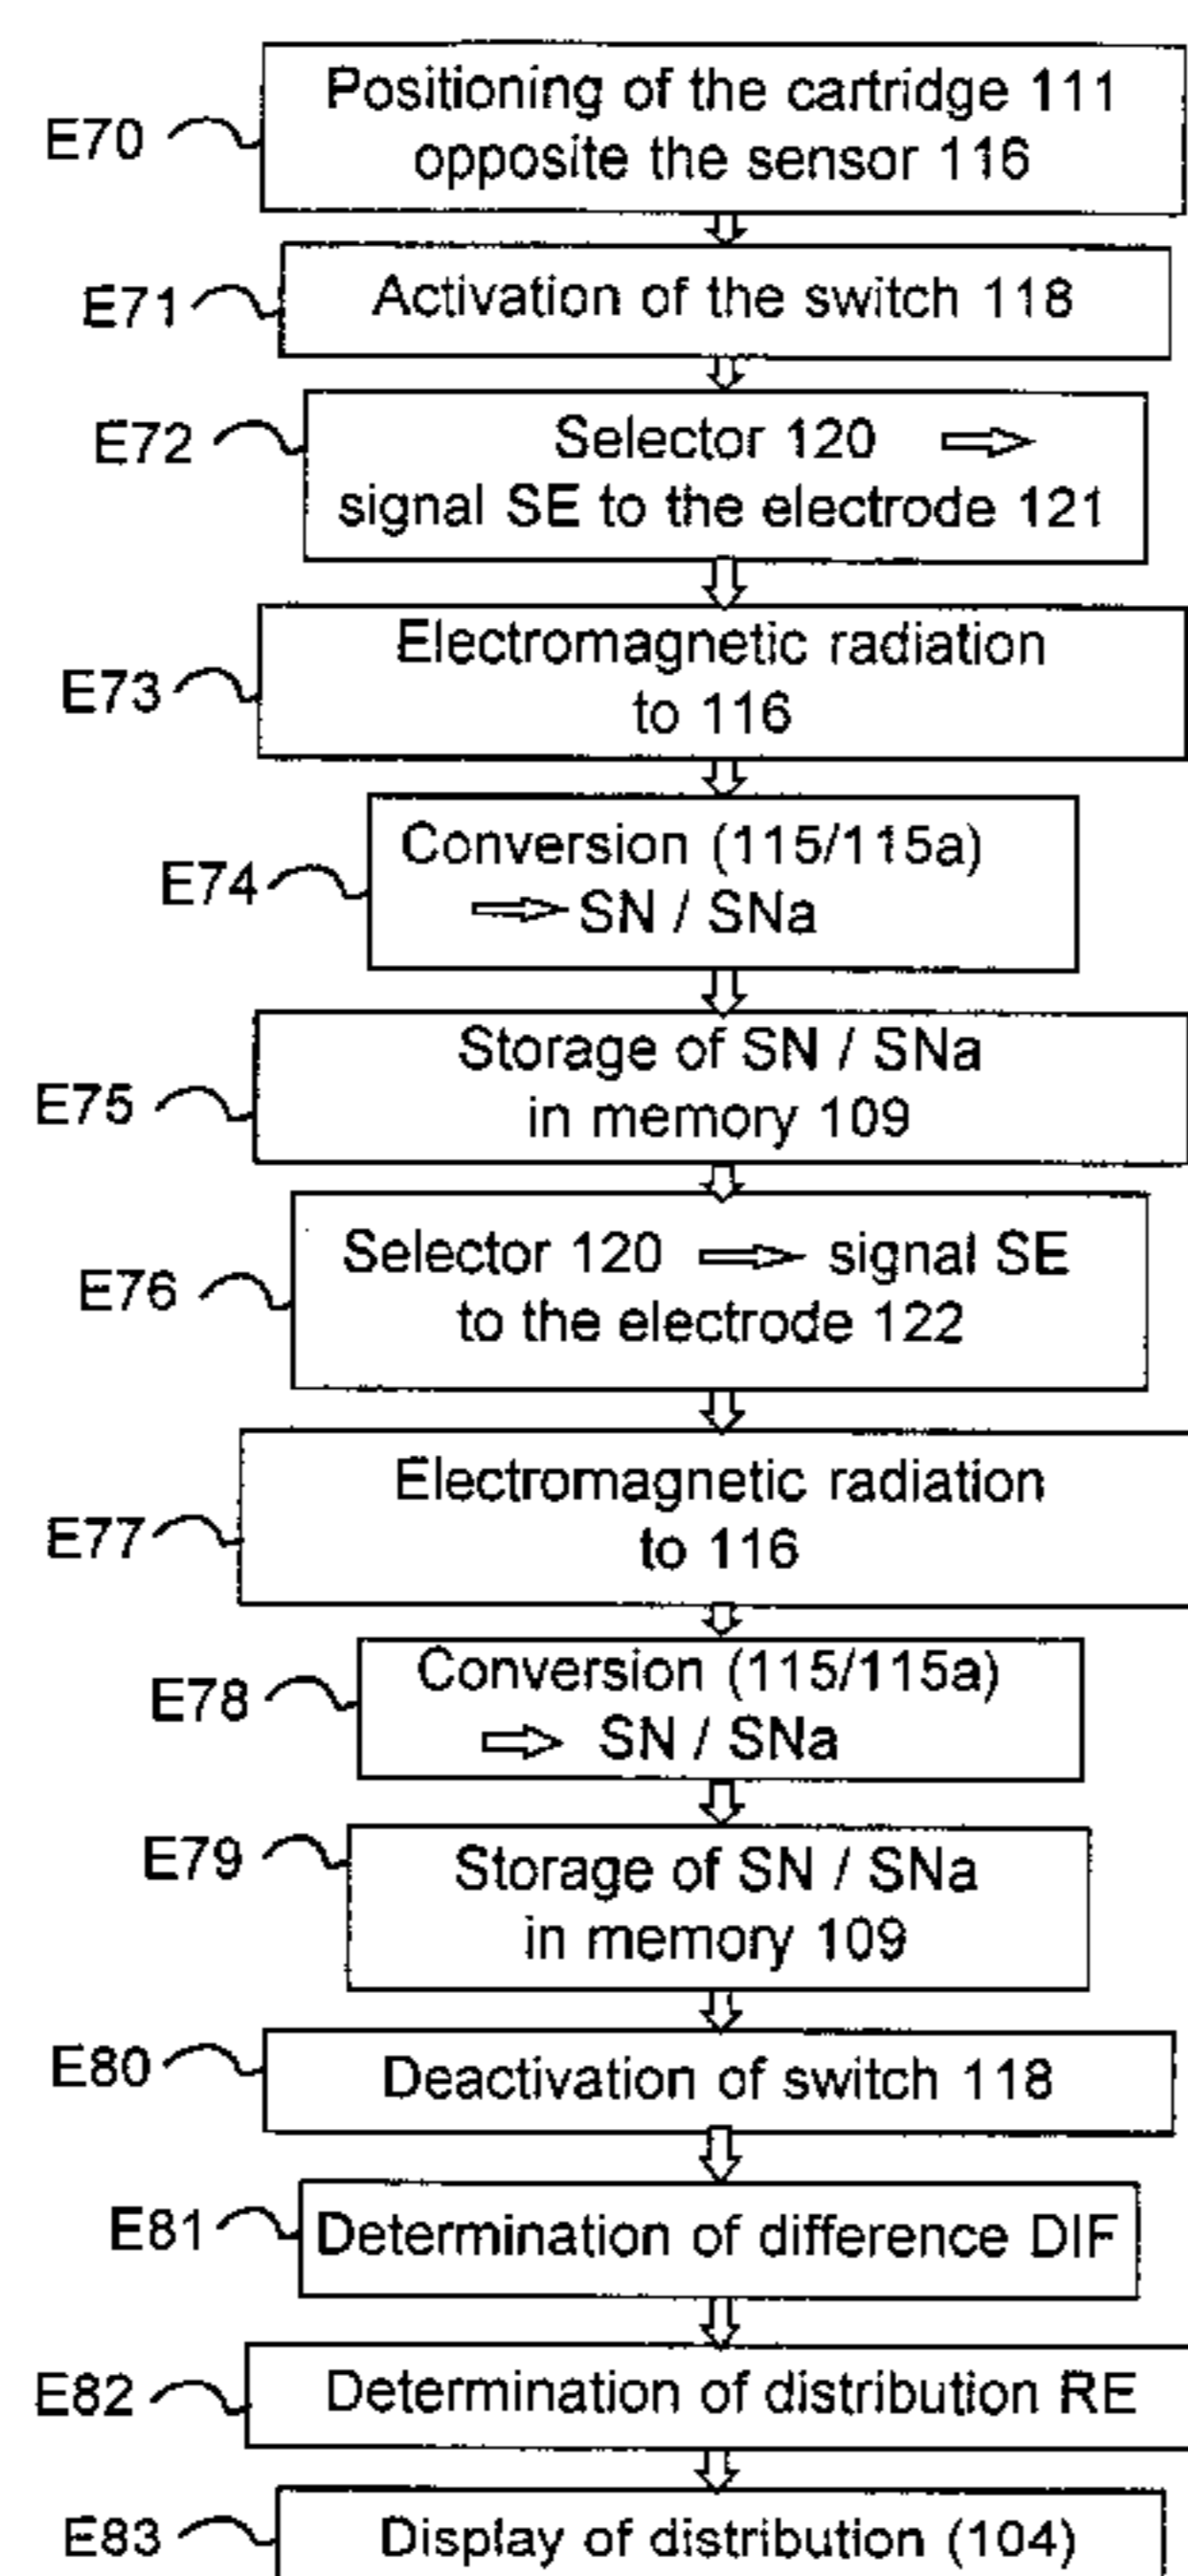 E70
Positioning of the cartridge 111
opposite the sensor 116
E71
Activation of the switch 118
E72
Selector 120 ⇨
signal SE to the electrode 121
E73
Electromagnetic radiation
to 116
E74
Conversion (115/115a)
⇨ SN / SNa
E75
Storage of SN / SNa
in memory 109
E76
Selector 120 ⇨ signal SE
to the electrode 122
E77
Electromagnetic radiation
to 116
E78
Conversion (115/115a)
⇨ SN / SNa
E79
Storage of SN / SNa
in memory 109
E80
Deactivation of switch 118
E81
Determination of difference DIF
E82
Determination of distribution RE
E83
Display of distribution (104)